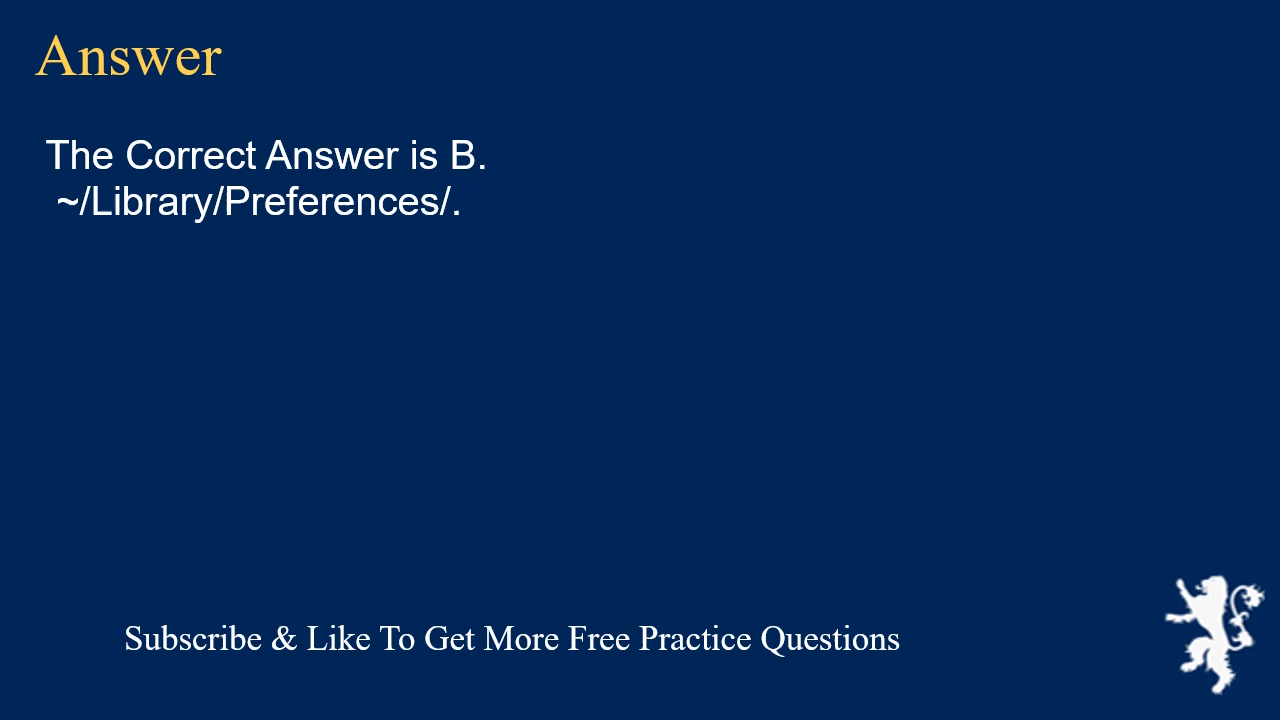 Answer
The Correct Answer is B.
~/Library/Preferences/.
Subscribe & Like To Get More Free Practice Questions